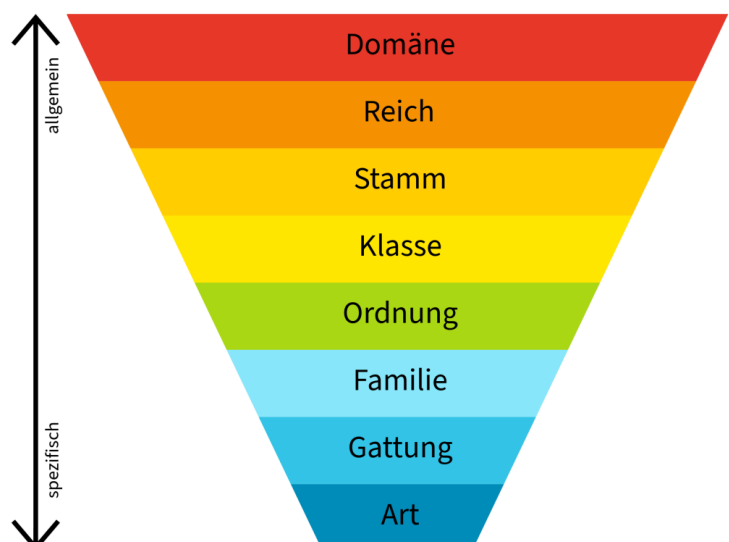 Domäne
allgemein
Reich
Stamm
Klasse
Ordnung
Familie
spezifisch
Gattung
Art